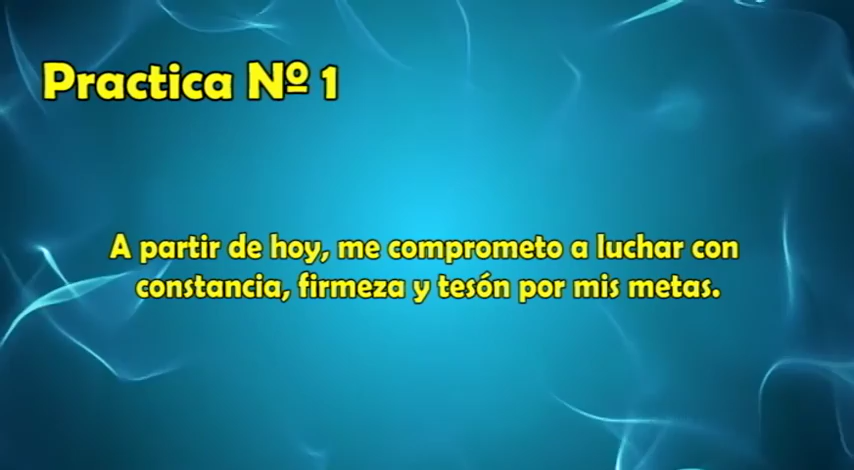 Practica Nº 1
A partir de hoy, me comprometo a luchar con
constancia, firmeza y tesón por mis metas.